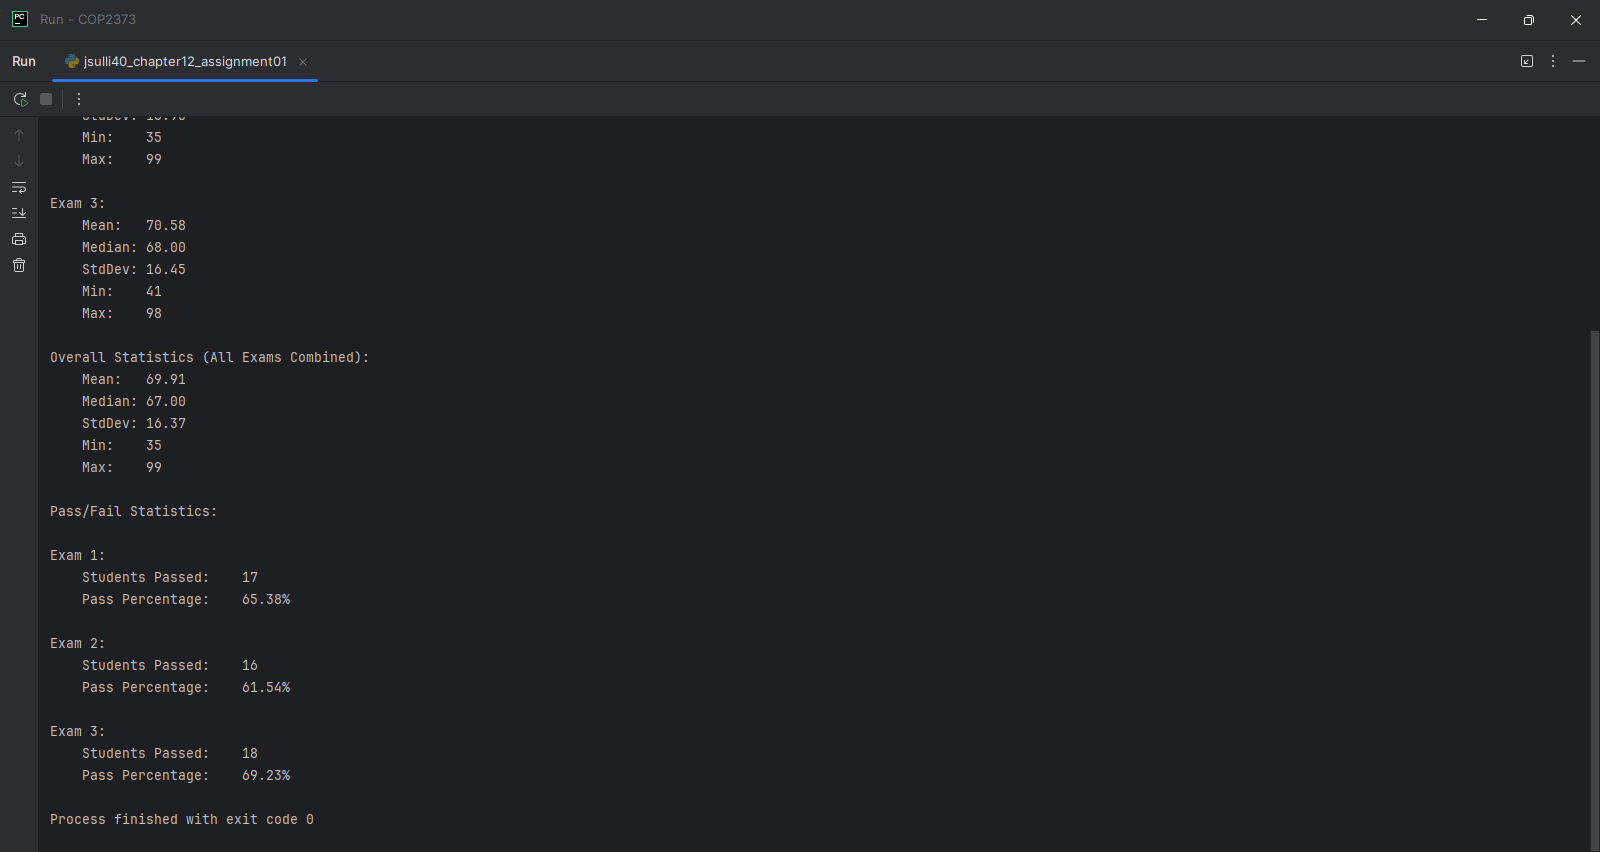 Run - COP2373
Run jsulli40_chapter12_assignment01
Min: 35
Max: 99
Exam 3:
Mean: 70.58
Median: 68.00
StdDev: 16.45
Min: 41
Max: 98
Overall Statistics (All Exams Combined):
Mean: 69.91
Median: 67.00
StdDev: 16.37
Min: 35
Max: 99
Pass/Fail Statistics:
Exam 1:
Students Passed: 17
Pass Percentage: 65.38%
Exam 2:
Students Passed: 16
Pass Percentage: 61.54%
Exam 3:
Students Passed: 18
Pass Percentage: 69.23%
Process finished with exit code 0